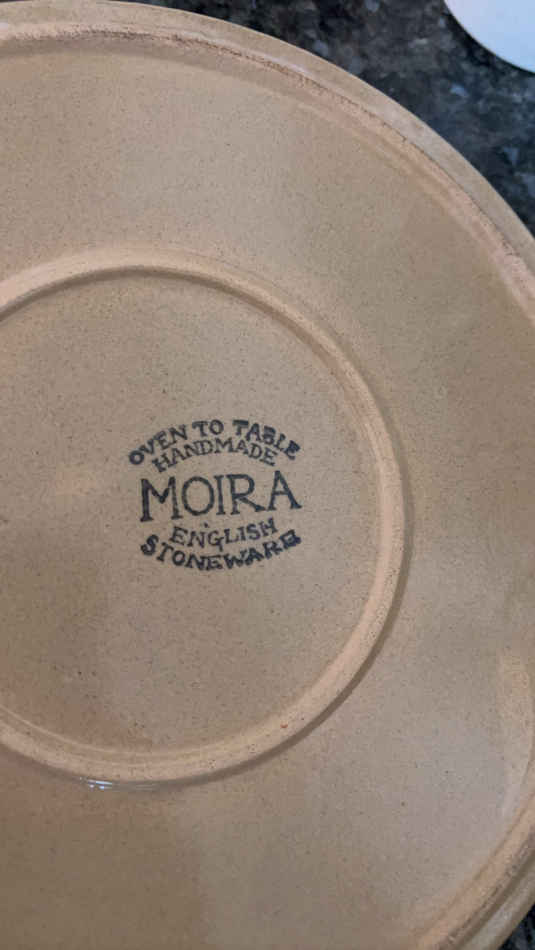 OVEN TO TABLE
HANDMADE
MOIRA
ENGLISH
STONEWARE